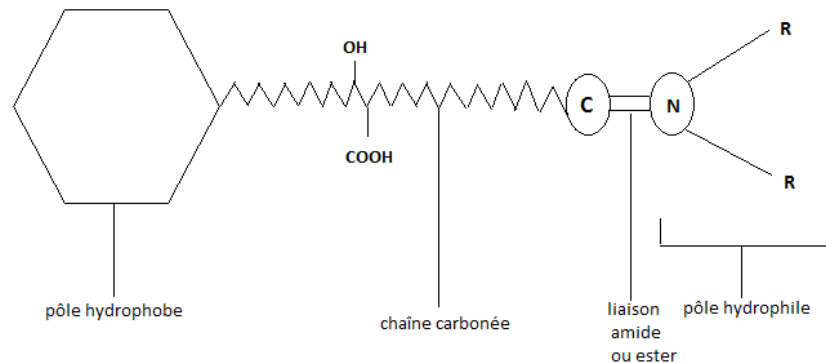 R
OH
C
N
COOH
R
pôle hydrophobe
chaîne carbonée
liaison
amide
ou ester
pôle hydrophile